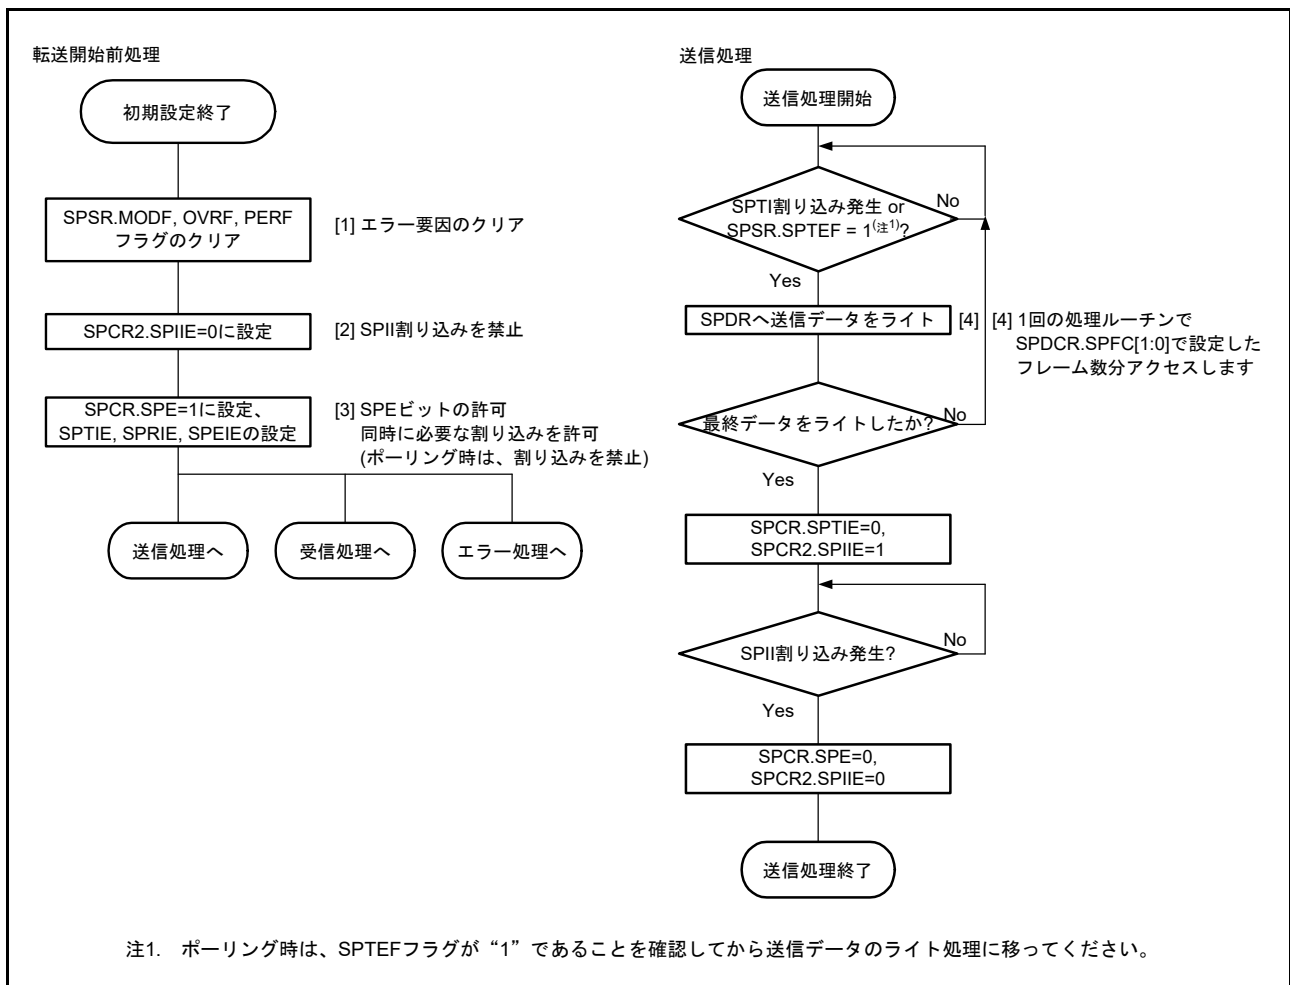 転送開始前処理
初期設定終了
SPSR.MODF, OVRF, PERF
フラグのクリア
[1] エラー要因のクリア
SPCR2.SPIIE=0に設定
[2] SPII割り込みを禁止
SPCR.SPE=1に設定、
SPTIE, SPRIE, SPEIEの設定
[3] SPEビットの許可
同時に必要な割り込みを許可
(ポーリング時は、割り込みを禁止)
送信処理へ
受信処理へ
エラー処理へ
送信処理
送信処理開始
SPTI割り込み発生 or
SPSR.SPTEF = 1(注1)?
No
Yes
SPDRへ送信データをライト
[4]
[4] 1回の処理ルーチンで
SPDCR.SPFC[1:0]で設定した
フレーム数分アクセスします
最終データをライトしたか?
No
Yes
SPCR.SPTIE=0,
SPCR2.SPIIE=1
SPII割り込み発生?
No
Yes
SPCR.SPE=0,
SPCR2.SPIIE=0
送信処理終了
注1. ポーリング時は、SPTEFフラグが“1”であることを確認してから送信データのライト処理に移ってください。